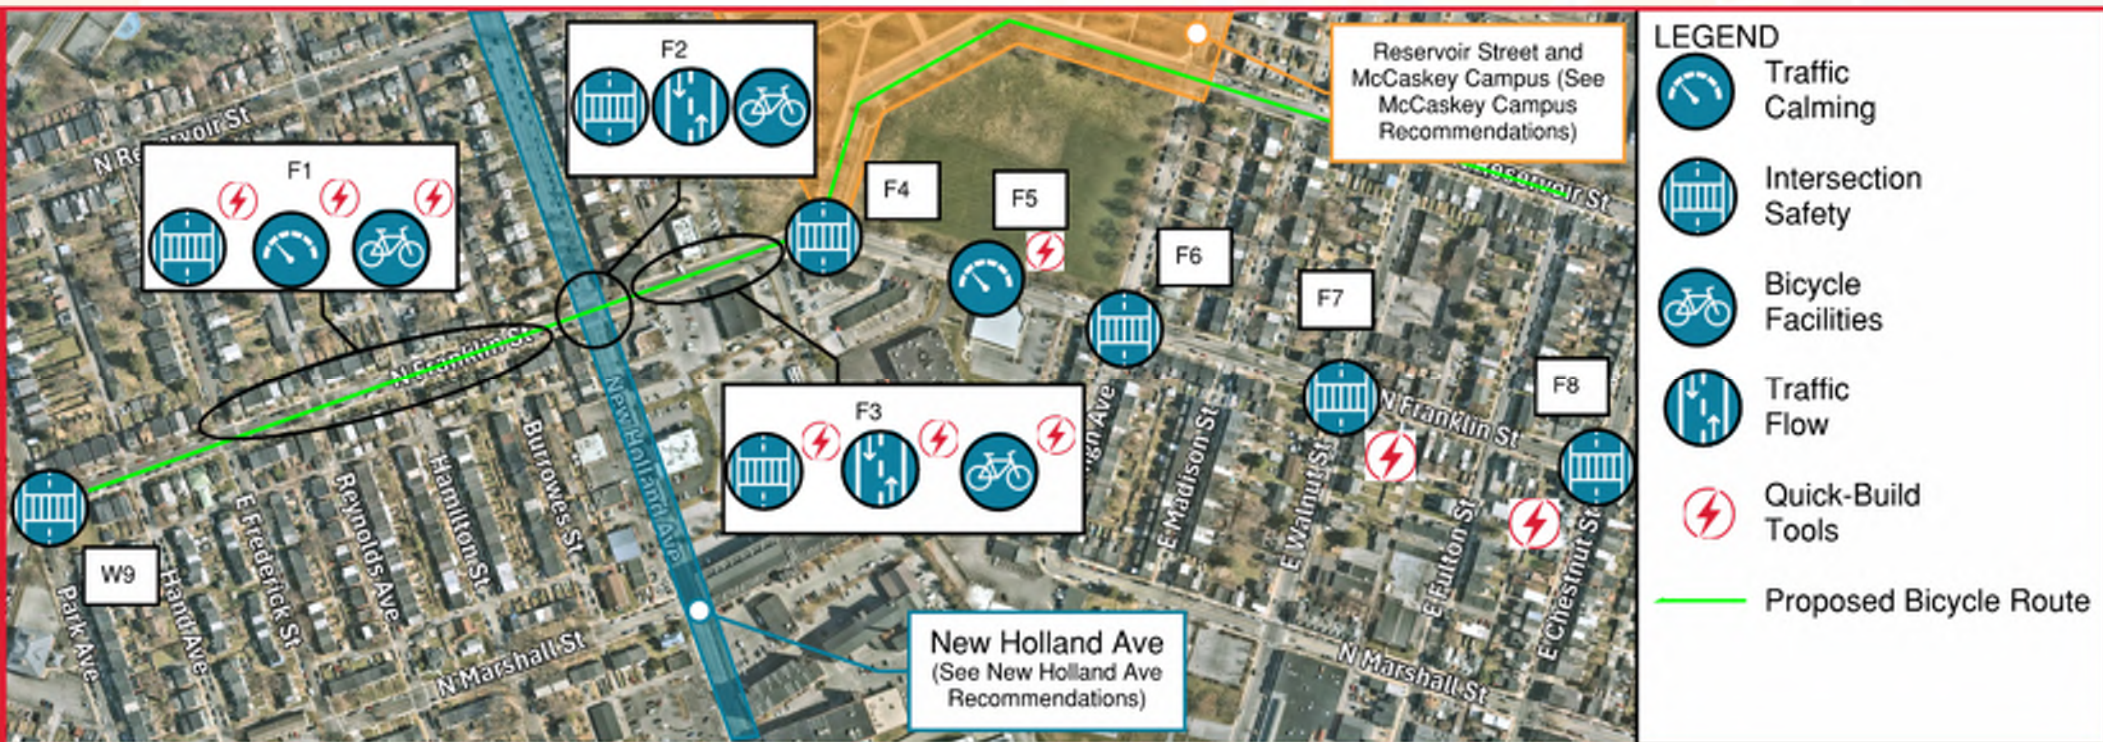 F2
F1
F4
F5
F6
F7
F8
F3
W9
N Reservoir St
N Franklin St
New Holland Ave
Burrowes St
Hamilton St
Reynolds Ave
E Frederick St
Hand Ave
Park Ave
N Marshall St
E Madison St
E Walnut St
N Franklin St
E Fulton St
E Chestnut St
N Marshall St
Reservoir St
Reservoir Street and
McCaskey Campus (See
McCaskey Campus
Recommendations)
New Holland Ave
(See New Holland Ave
Recommendations)
LEGEND
Traffic
Calming
Intersection
Safety
Bicycle
Facilities
Traffic
Flow
Quick-Build
Tools
Proposed Bicycle Route